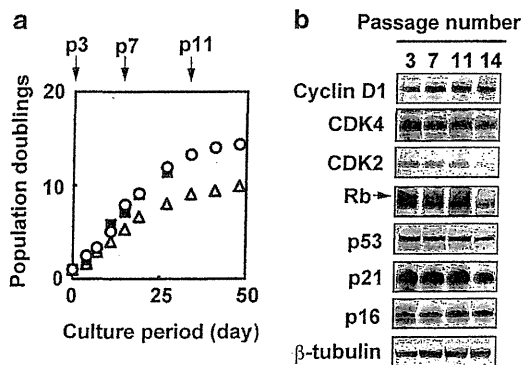 a
p3 p7 p11
20
10
0
0 25 50
Population doublings
Culture period (day)
b
Passage number
3 7 11 14
Cyclin D1
CDK4
CDK2
Rb
p53
p21
p16
β-tubulin